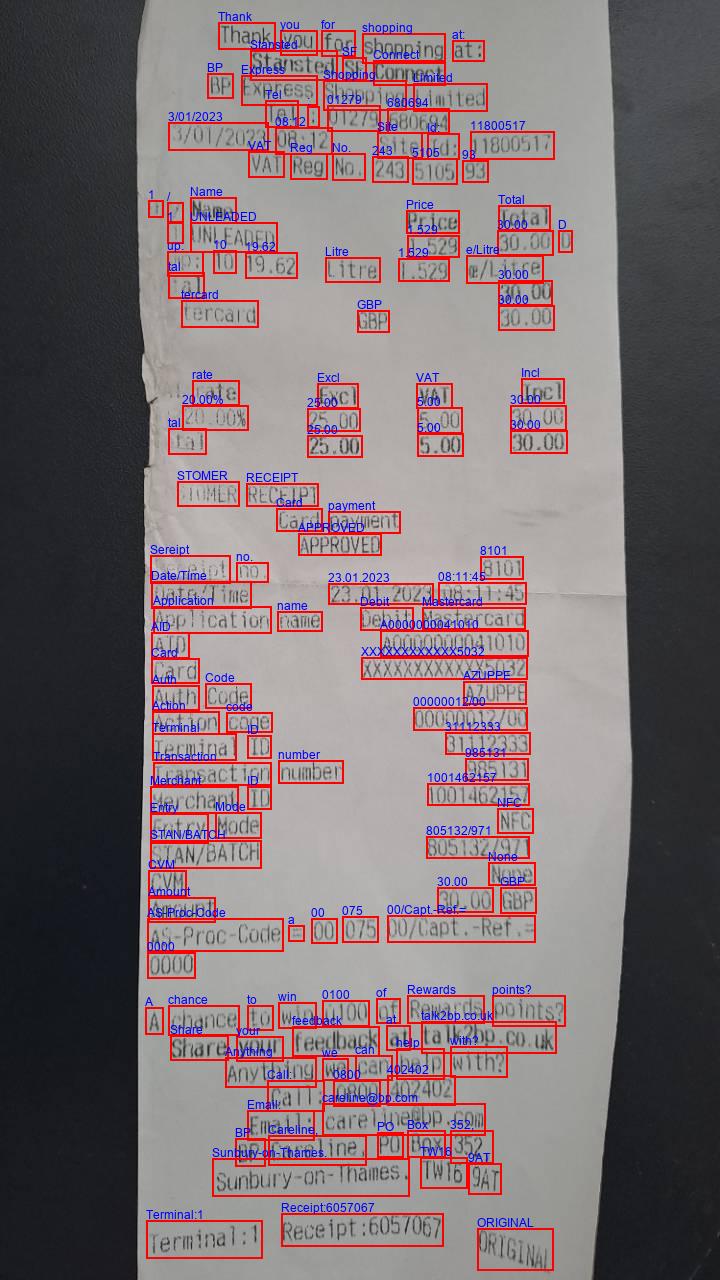 Thank you for shopping at:
Stansted SF Connect
BP Express Shopping Limited
Tel : 01279 680694
3/01/2023 08:12 Site Id: 11800517
VAT Reg No. 243 5105 93
Name Price Total
1 UNLEADED 1.529 30.00 D
10 19.62 Litre 1.529 /Litre
tal 30.00
tercard GBP 30.00
rate Excl VAT Incl
20.00% 25.00 5.00 30.00
tal 25.00 5.00 30.00
STOMER RECEIPT
Card payment
APPROVED
Receipt no. 8101
Date/Time 23.01.2023 08:11:45
Application name Debit Mastercard
AID A0000000041010
Card XXXXXXXXXXXX5032
Auth Code AZUPPE
Action code 00000012/00
Terminal ID 31112333
Transaction number 985131
Merchant ID 1001462157
Entry Mode NFC
STAN/BATCH 805132/971
CVM None
Amount 30.00 GBP
AS-Proc-Code = 00 075 00/Capt.-Ref.=
0000
A chance to win 0100 of Rewards points?
Share your feedback at talk2bp.co.uk
Anything we can help with?
Call: 0800 402402
Email: careline@bp.com
BP Careline, PO Box 352,
Sunbury-on-Thames. TW16 9AT
Terminal:1 Receipt:6057067 ORIGINAL